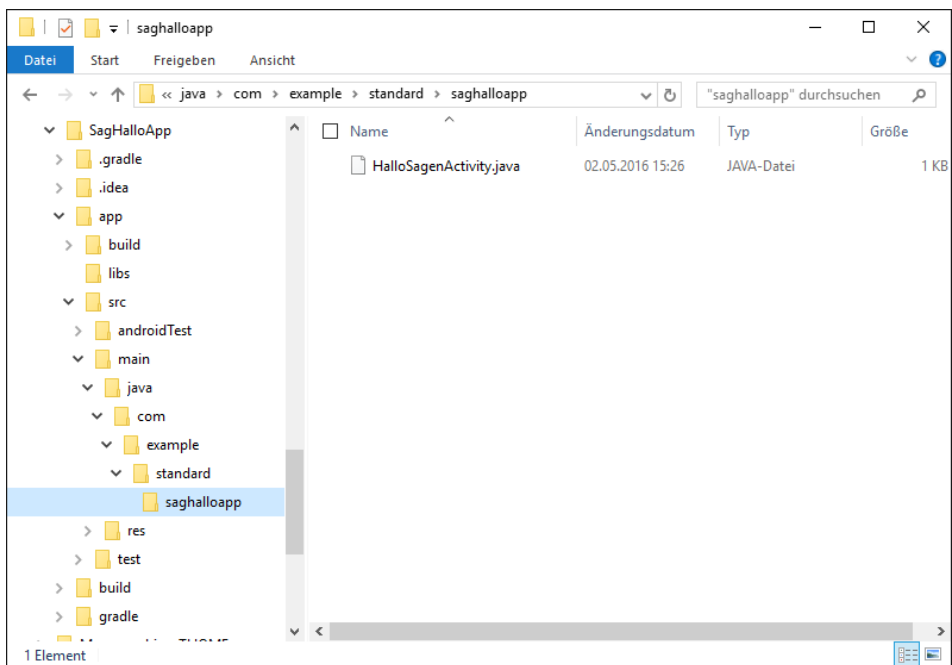 saghalloapp
Datei Start Freigeben Ansicht
« java › com › example › standard › saghalloapp "saghalloapp" durchsuchen
Name Änderungsdatum Typ Größe
HalloSagenActivity.java 02.05.2016 15:26 JAVA-Datei 1 KB
SagHalloApp
.gradle
.idea
app
build
libs
src
androidTest
main
java
com
example
standard
saghalloapp
res
test
build
gradle
1 Element